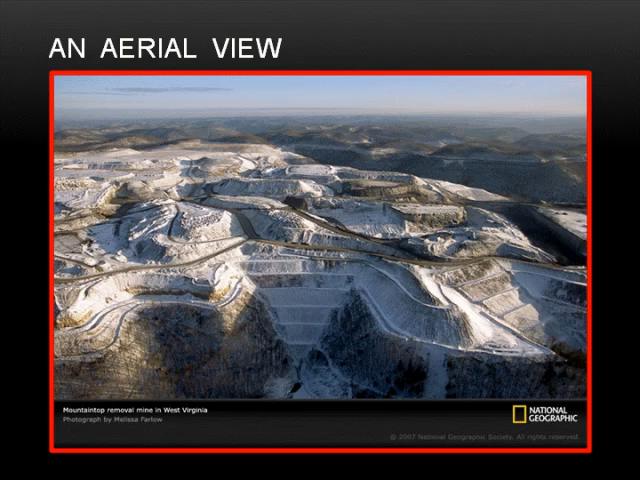 AN AERIAL VIEW
Mountaintop removal mine in West Virginia
Photograph by Melissa Farlow
NATIONAL
GEOGRAPHIC
© 2007 National Geographic Society. All rights reserved.